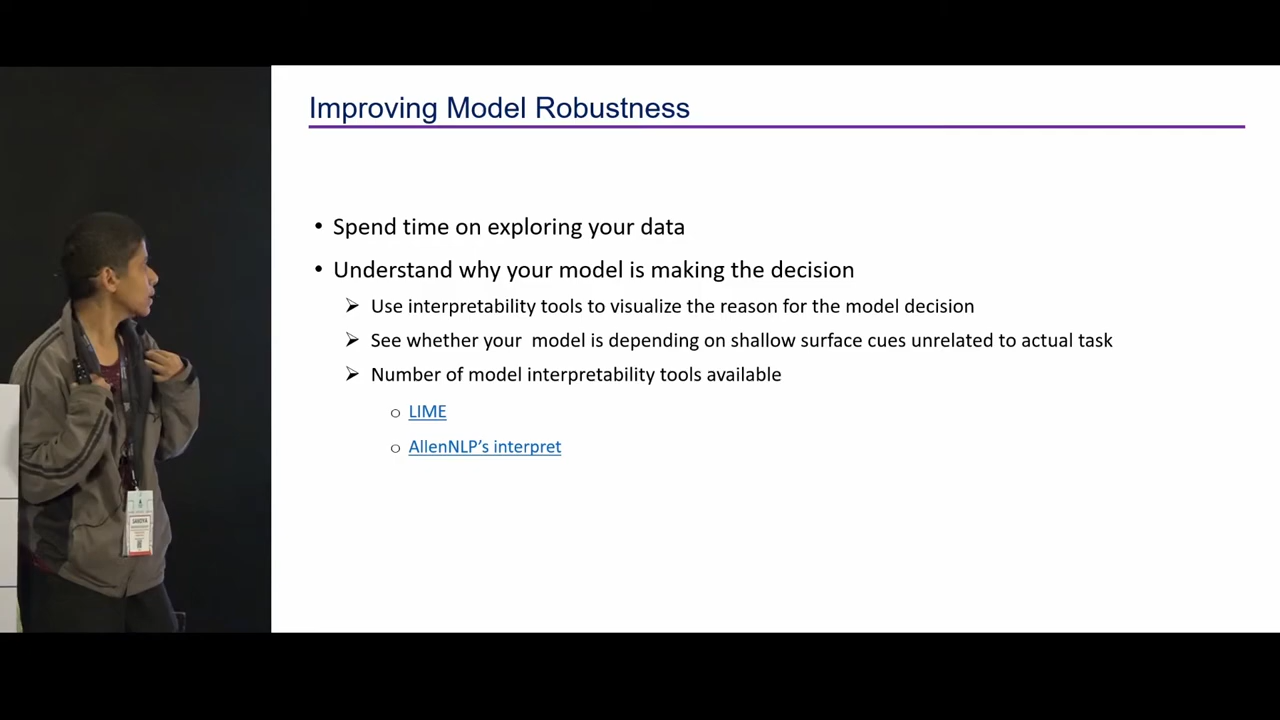 Improving Model Robustness
• Spend time on exploring your data
• Understand why your model is making the decision
➢ Use interpretability tools to visualize the reason for the model decision
➢ See whether your  model is depending on shallow surface cues unrelated to actual task
➢ Number of model interpretability tools available
o LIME
o AllenNLP’s interpret
SANDYA